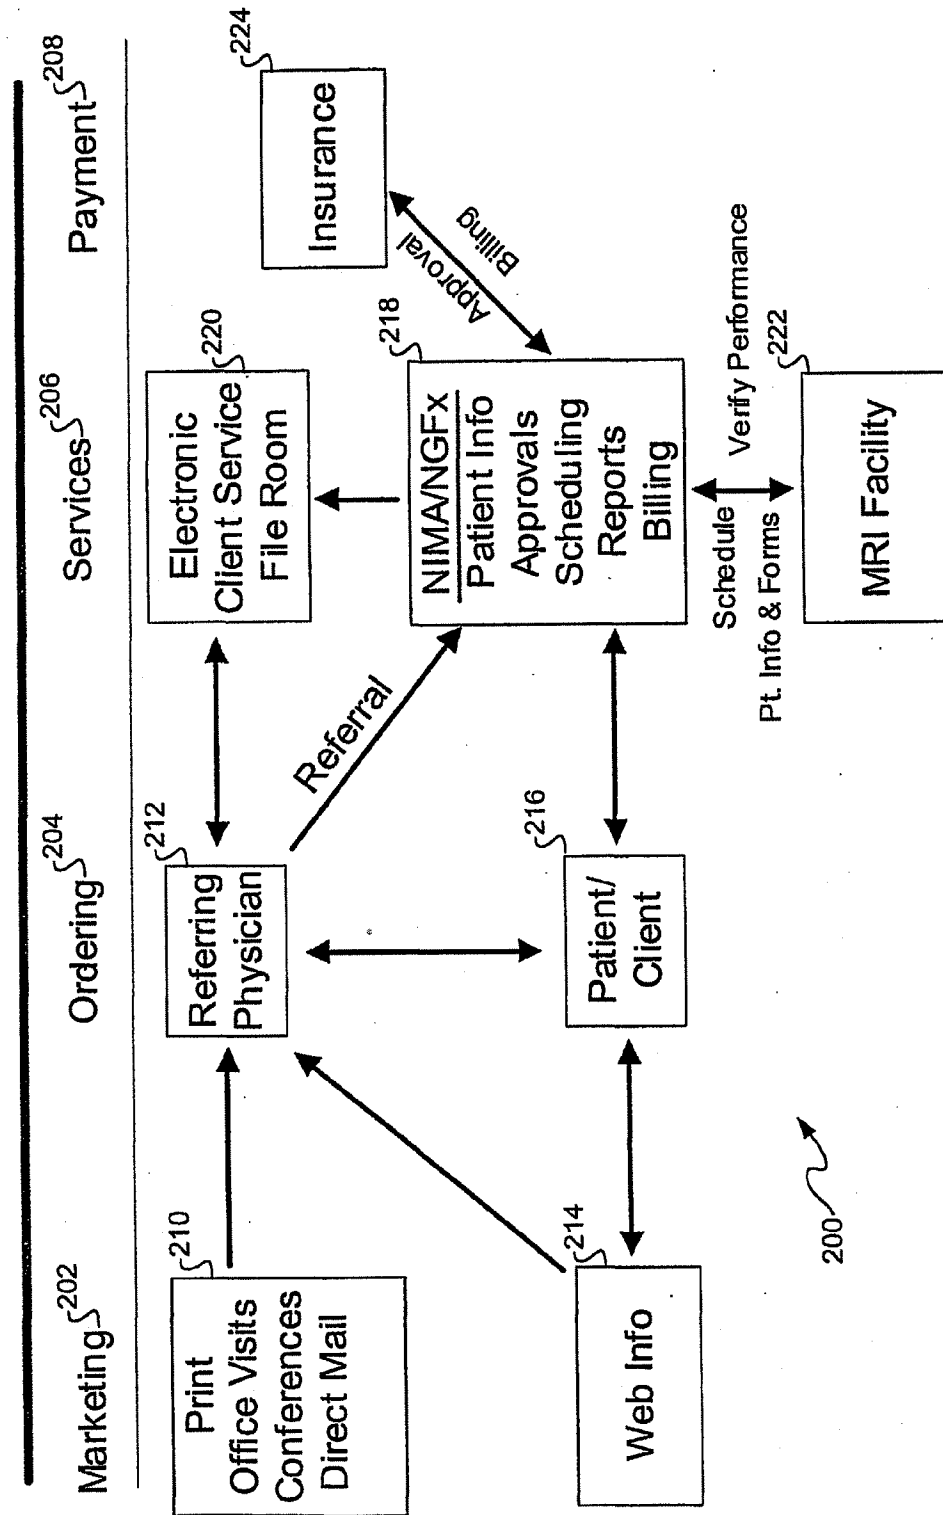 Marketing 202
Ordering 204
Services 206
Payment 208
210
Print
Office Visits
Conferences
Direct Mail
212
Referring
Physician
220
Electronic
Client Service
File Room
224
Insurance
Referral
Approval
Billing
218
NIMA/NGFx
Patient Info
Approvals
Scheduling
Reports
Billing
214
Web Info
216
Patient/
Client
Schedule
Pt. Info & Forms
Verify Performance
222
MRI Facility
200